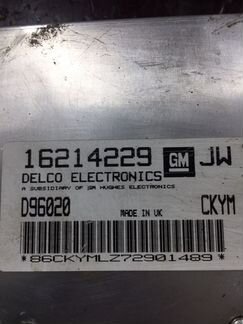 16214229 GM JW
DELCO ELECTRONICS
A SUBSIDIARY OF GM HUGHES ELECTRONICS
D96020 MADE IN UK CKYM
*86CKYMLZ72901489*